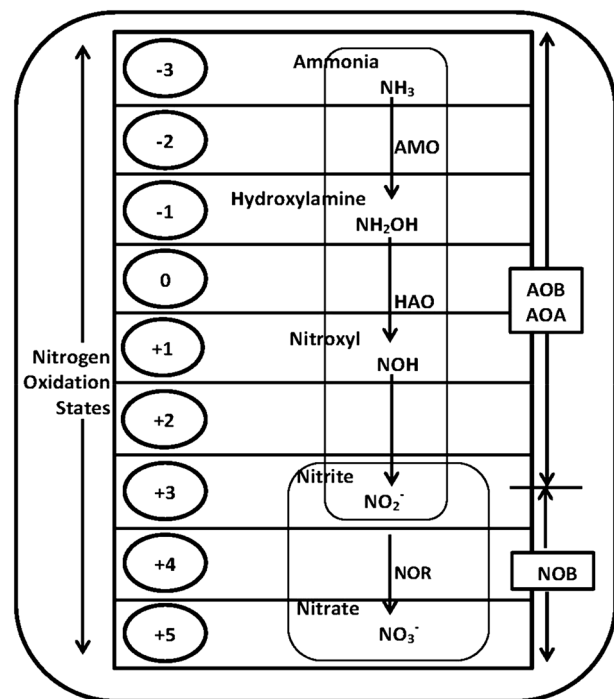 -3
Ammonia
NH₃
-2
AMO
-1
Hydroxylamine
NH₂OH
0
HAO
AOB
AOA
+1
Nitroxyl
NOH
Nitrogen
Oxidation
States
+2
+3
Nitrite
NO₂⁻
+4
NOR
NOB
+5
Nitrate
NO₃⁻